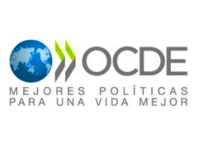 OCDE
MEJORES POLÍTICAS
PARA UNA VIDA MEJOR